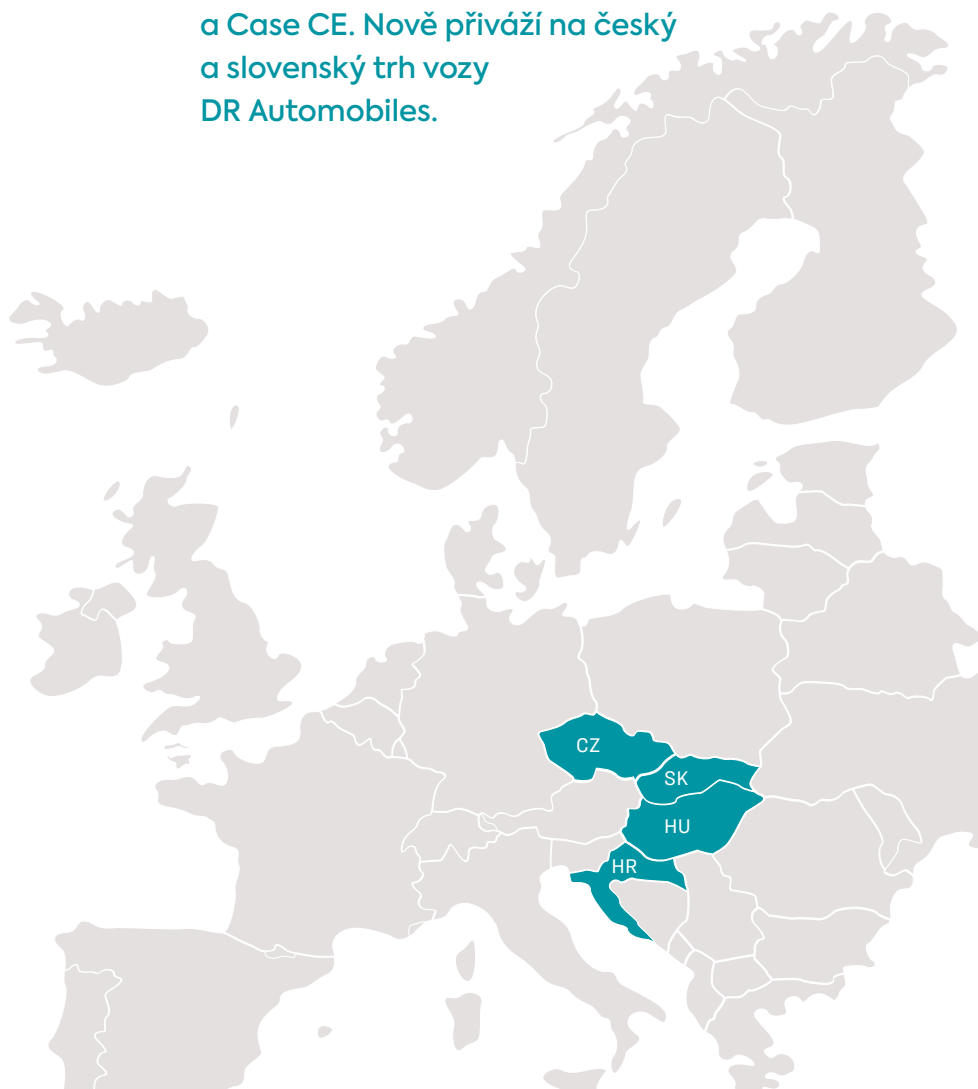 a Case CE. Nově přiváží na český
a slovenský trh vozy
DR Automobiles.
CZ
SK
HU
HR